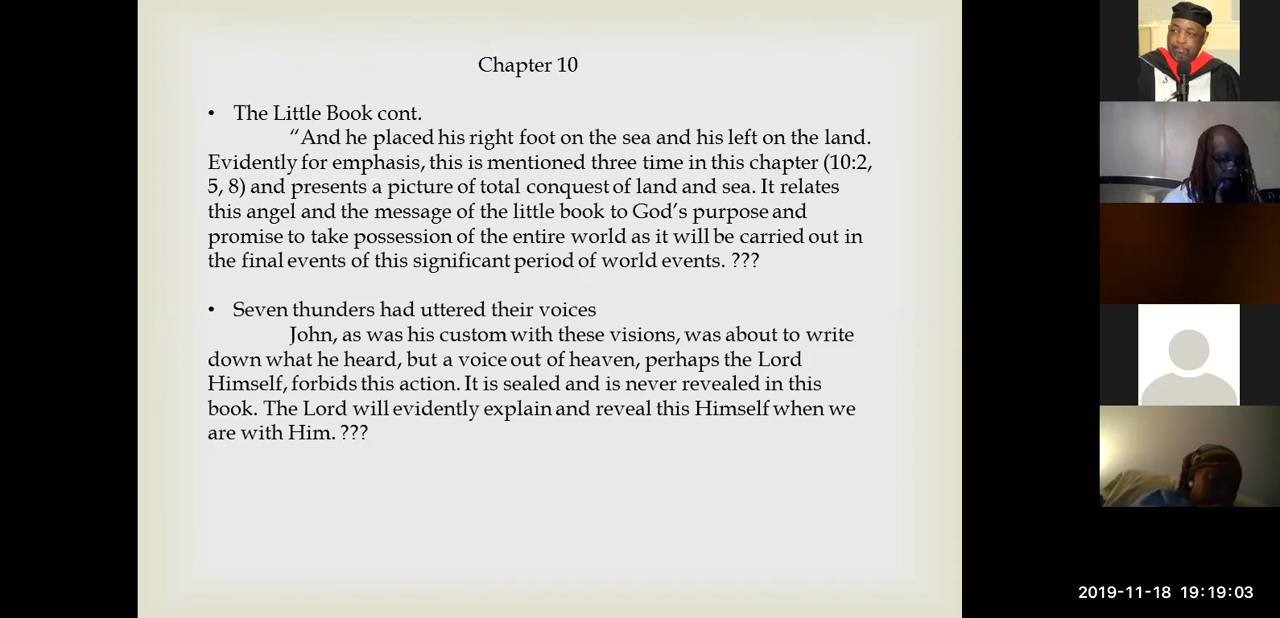 Chapter 10
• The Little Book cont.
“And he placed his right foot on the sea and his left on the land.
Evidently for emphasis, this is mentioned three time in this chapter (10:2,
5, 8) and presents a picture of total conquest of land and sea. It relates
this angel and the message of the little book to God’s purpose and
promise to take possession of the entire world as it will be carried out in
the final events of this significant period of world events. ???
• Seven thunders had uttered their voices
John, as was his custom with these visions, was about to write
down what he heard, but a voice out of heaven, perhaps the Lord
Himself, forbids this action. It is sealed and is never revealed in this
book. The Lord will evidently explain and reveal this Himself when we
are with Him. ???
2019-11-18 19:19:03